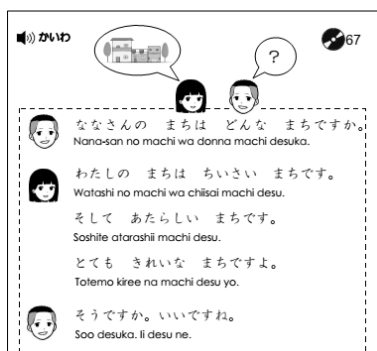 かいわ
67
?
ななさんの まちは どんな まちですか。
Nana-san no machi wa donna machi desuka.
わたしの まちは ちいさい まちです。
Watashi no machi wa chiisai machi desu.
そして あたらしい まちです。
Soshite atarashii machi desu.
とても きれいな まちですよ。
Totemo kiree na machi desu yo.
そうですか。いいですね。
Soo desuka. Ii desu ne.